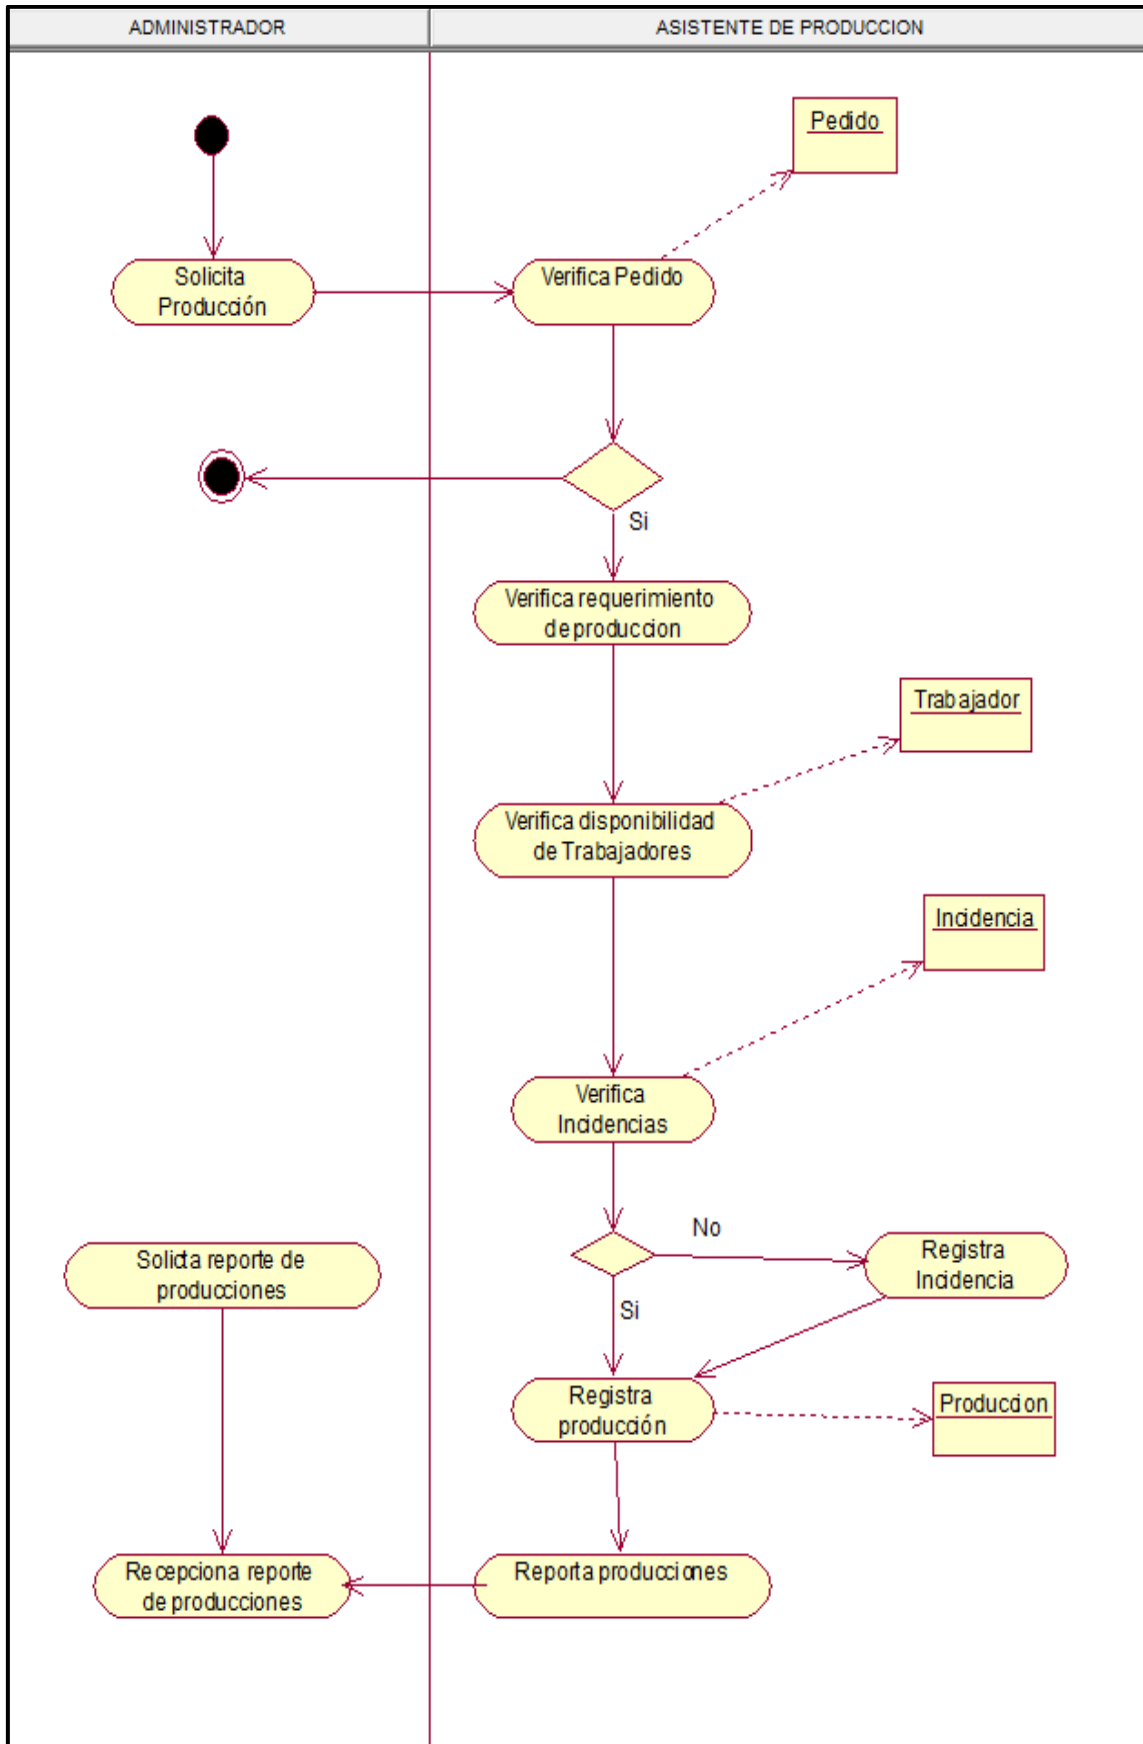 ADMINISTRADOR
ASISTENTE DE PRODUCCION
Pedido
Solicita
Producción
Verifica Pedido
Si
Verifica requerimiento
de produccion
Trabajador
Verifica disponibilidad
de Trabajadores
Incidencia
Verifica
Incidencias
No
Registra
Incidencia
Solicta reporte de
producciones
Si
Registra
producción
Produccion
Recepciona reporte
de producciones
Reporta producciones